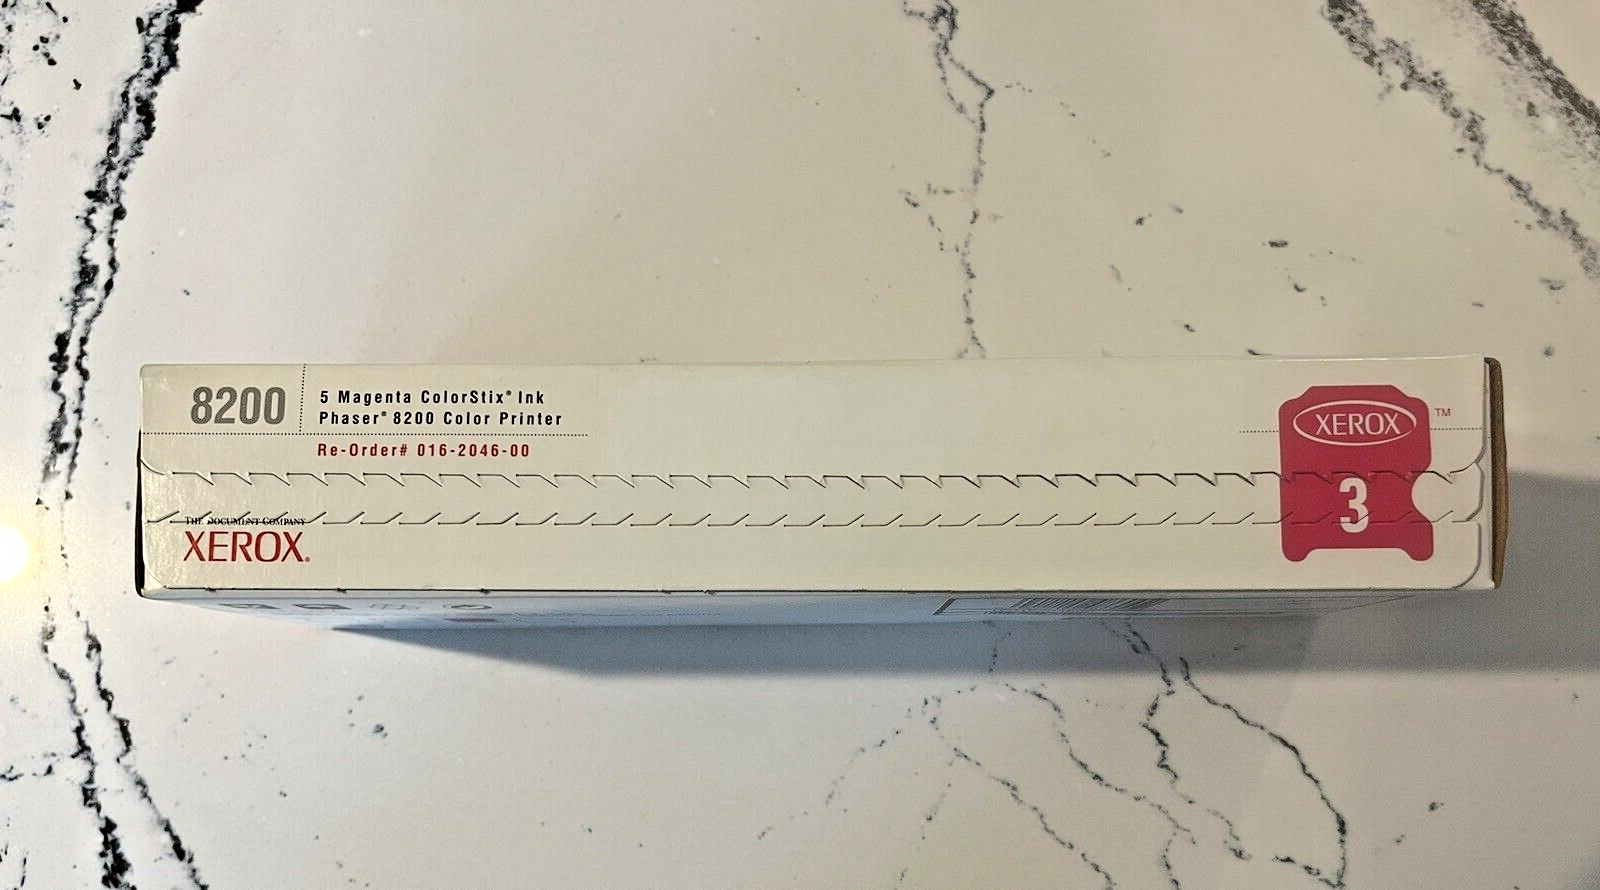 8200
5 Magenta ColorStix® Ink
Phaser® 8200 Color Printer
Re-Order# 016-2046-00
THE DOCUMENT COMPANY
XEROX®
XEROX ™
3